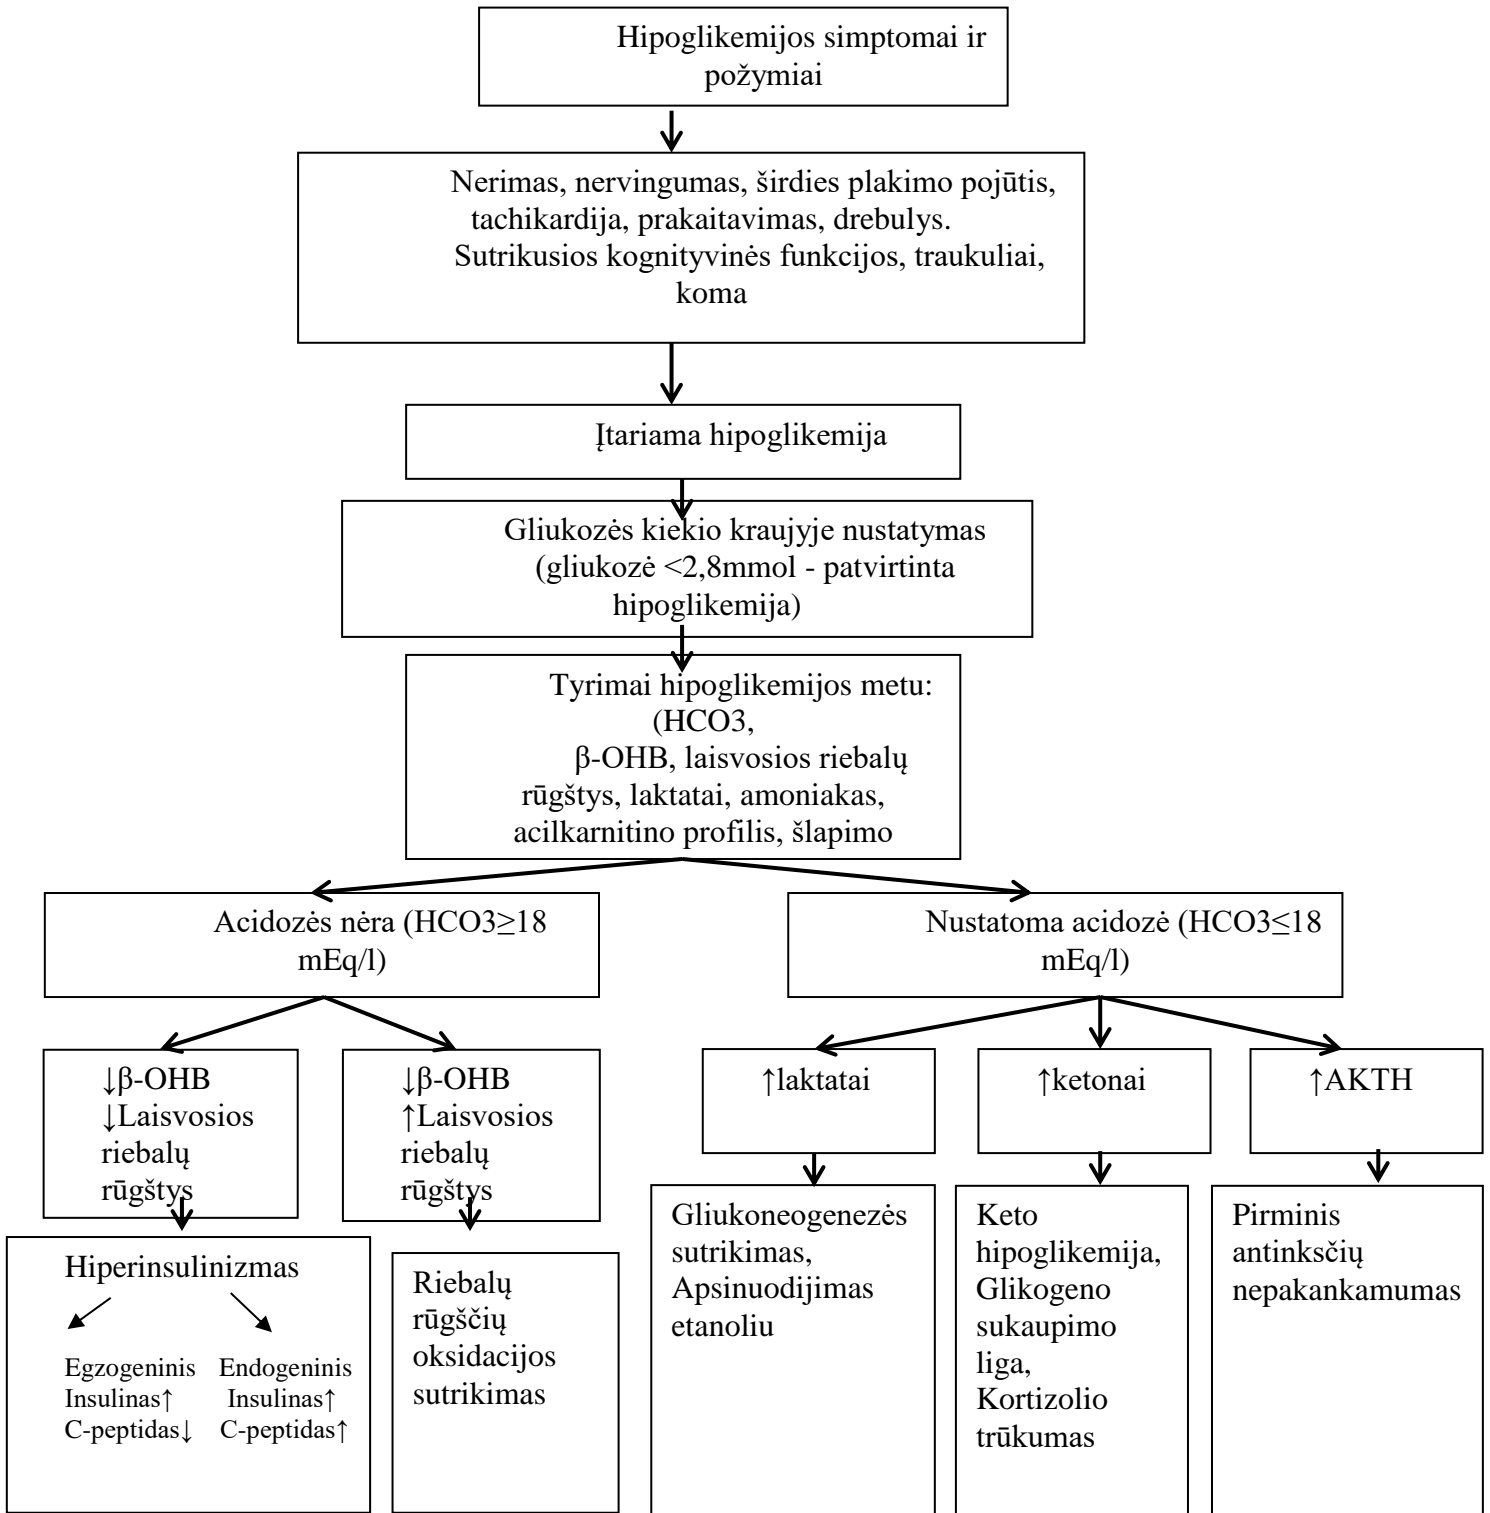 Hipoglikemijos simptomai ir
požymiai
Nerimas, nervingumas, širdies plakimo pojūtis,
tachikardija, prakaitavimas, drebulys.
Sutrikusios kognityvinės funkcijos, traukuliai,
koma
Įtariama hipoglikemija
Gliukozės kiekio kraujyje nustatymas
(gliukozė <2,8mmol - patvirtinta
hipoglikemija)
Tyrimai hipoglikemijos metu:
(HCO3,
β-OHB, laisvosios riebalų
rūgštys, laktatai, amoniakas,
acilkarnitino profilis, šlapimo
Acidozės nėra (HCO3≥18
mEq/l)
Nustatoma acidozė (HCO3≤18
mEq/l)
↓β-OHB
↓Laisvosios
riebalų
rūgštys
↓β-OHB
↑Laisvosios
riebalų
rūgštys
↑laktatai
↑ketonai
↑AKTH
Hiperinsulinizmas
Egzogeninis
Insulinas↑
C-peptidas↓
Endogeninis
Insulinas↑
C-peptidas↑
Riebalų
rūgščių
oksidacijos
sutrikimas
Gliukoneogenezės
sutrikimas,
Apsinuodijimas
etanoliu
Keto
hipoglikemija,
Glikogeno
sukaupimo
liga,
Kortizolio
trūkumas
Pirminis
antinksčių
nepakankamumas